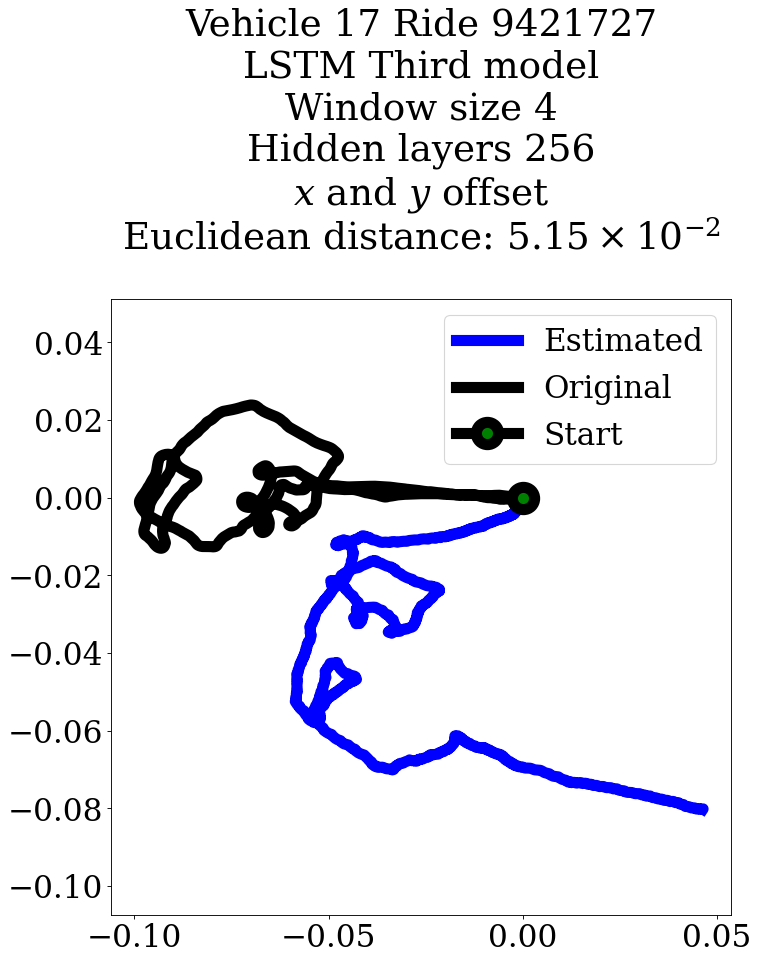 Vehicle 17 Ride 9421727
LSTM Third model
Window size 4
Hidden layers 256
x and y offset
Euclidean distance: 5.15 × 10⁻²
Estimated
Original
Start
0.04
0.02
0.00
−0.02
−0.04
−0.06
−0.08
−0.10
−0.10 −0.05 0.00 0.05